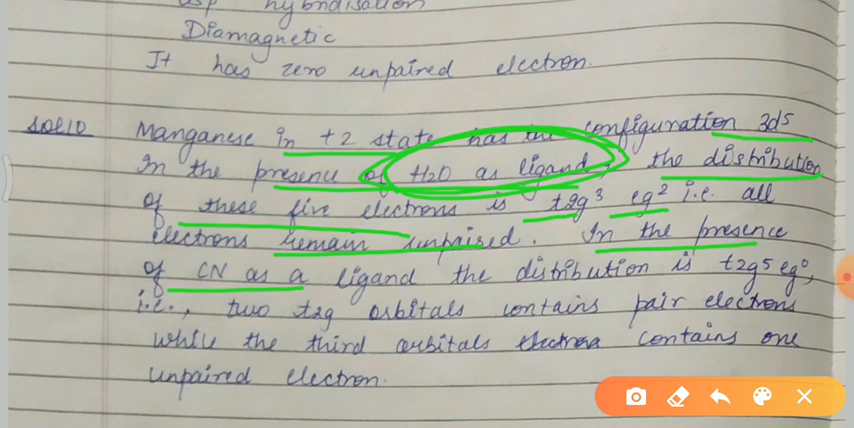 dsp hybridisation
Diamagnetic
It has zero unpaired electron.
Sol10 Manganese in +2 state has the configuration 3d5
In the presence of H2O as ligand, the distribution
of these five electrons is t2g3 eg2 i.e. all
electrons remain unpaired. In the presence
of CN as a ligand the distribution is t2g5 eg0,
i.e., two t2g orbitals contains pair electrons
while the third orbitals contains one
unpaired electron.